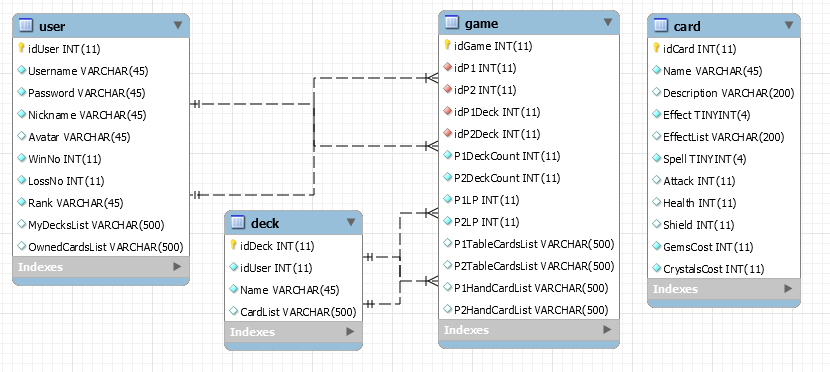 user
idUser INT(11)
Username VARCHAR(45)
Password VARCHAR(45)
Nickname VARCHAR(45)
Avatar VARCHAR(45)
WinNo INT(11)
LossNo INT(11)
Rank VARCHAR(45)
MyDecksList VARCHAR(500)
OwnedCardsList VARCHAR(500)
Indexes
deck
idDeck INT(11)
idUser INT(11)
Name VARCHAR(45)
CardList VARCHAR(500)
Indexes
game
idGame INT(11)
idP1 INT(11)
idP2 INT(11)
idP1Deck INT(11)
idP2Deck INT(11)
P1DeckCount INT(11)
P2DeckCount INT(11)
P1LP INT(11)
P2LP INT(11)
P1TableCardsList VARCHAR(500)
P2TableCardsList VARCHAR(500)
P1HandCardList VARCHAR(500)
P2HandCardList VARCHAR(500)
Indexes
card
idCard INT(11)
Name VARCHAR(45)
Description VARCHAR(200)
Effect TINYINT(4)
EffectList VARCHAR(200)
Spell TINYINT(4)
Attack INT(11)
Health INT(11)
Shield INT(11)
GemsCost INT(11)
CrystalsCost INT(11)
Indexes